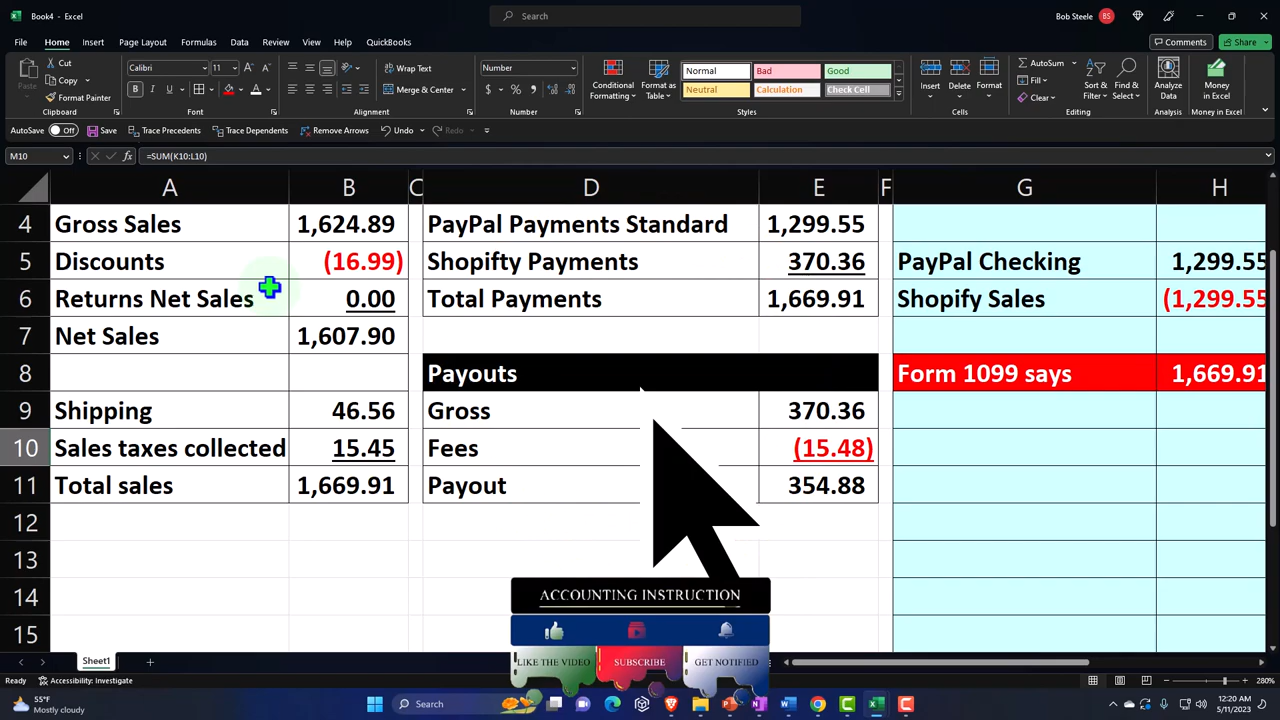 Book4 - Excel
Search
Bob Steele BS
File Home Insert Page Layout Formulas Data Review View Help QuickBooks
Comments Share
Paste Cut Copy Format Painter
Clipboard
Calibri 11
Font
Wrap Text
Merge & Center
Alignment
Number
Number
Conditional Formatting Format as Table
Normal Bad Good
Neutral Calculation Check Cell
Styles
Insert Delete Format
Cells
AutoSum Fill Clear
Sort & Filter Find & Select
Editing
Analyze Data
Analysis
Money in Excel
Money in Excel
AutoSave Off Save Trace Precedents Trace Dependents Remove Arrows Undo Redo
M10 fx =SUM(K10:L10)
A B C D E F G H
4 Gross Sales 1,624.89 PayPal Payments Standard 1,299.55
5 Discounts (16.99) Shopifty Payments 370.36 PayPal Checking 1,299.55
6 Returns Net Sales 0.00 Total Payments 1,669.91 Shopify Sales (1,299.55
7 Net Sales 1,607.90
8 Payouts Form 1099 says 1,669.91
9 Shipping 46.56 Gross 370.36
10 Sales taxes collected 15.45 Fees (15.48)
11 Total sales 1,669.91 Payout 354.88
12
13
14
15
ACCOUNTING INSTRUCTION
LIKE THE VIDEO SUBSCRIBE GET NOTIFIED
Sheet1
Ready Accessibility: Investigate 280%
55°F
Mostly cloudy
Search
12:20 AM
5/11/2023